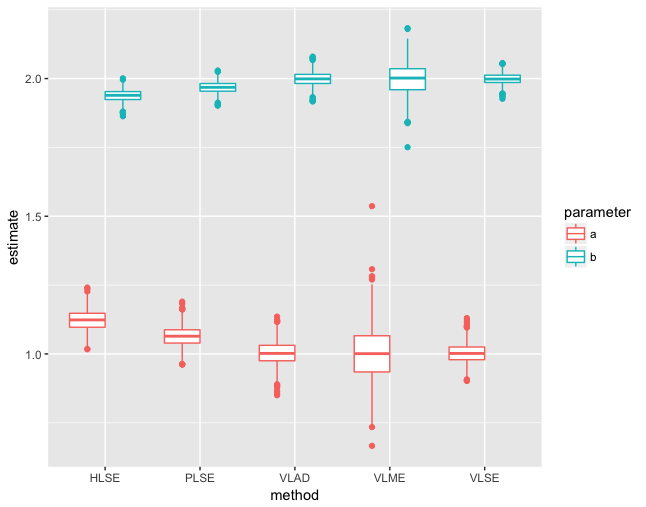 estimate
2.0
1.5
1.0
HLSE PLSE VLAD VLME VLSE
method
parameter
a
b